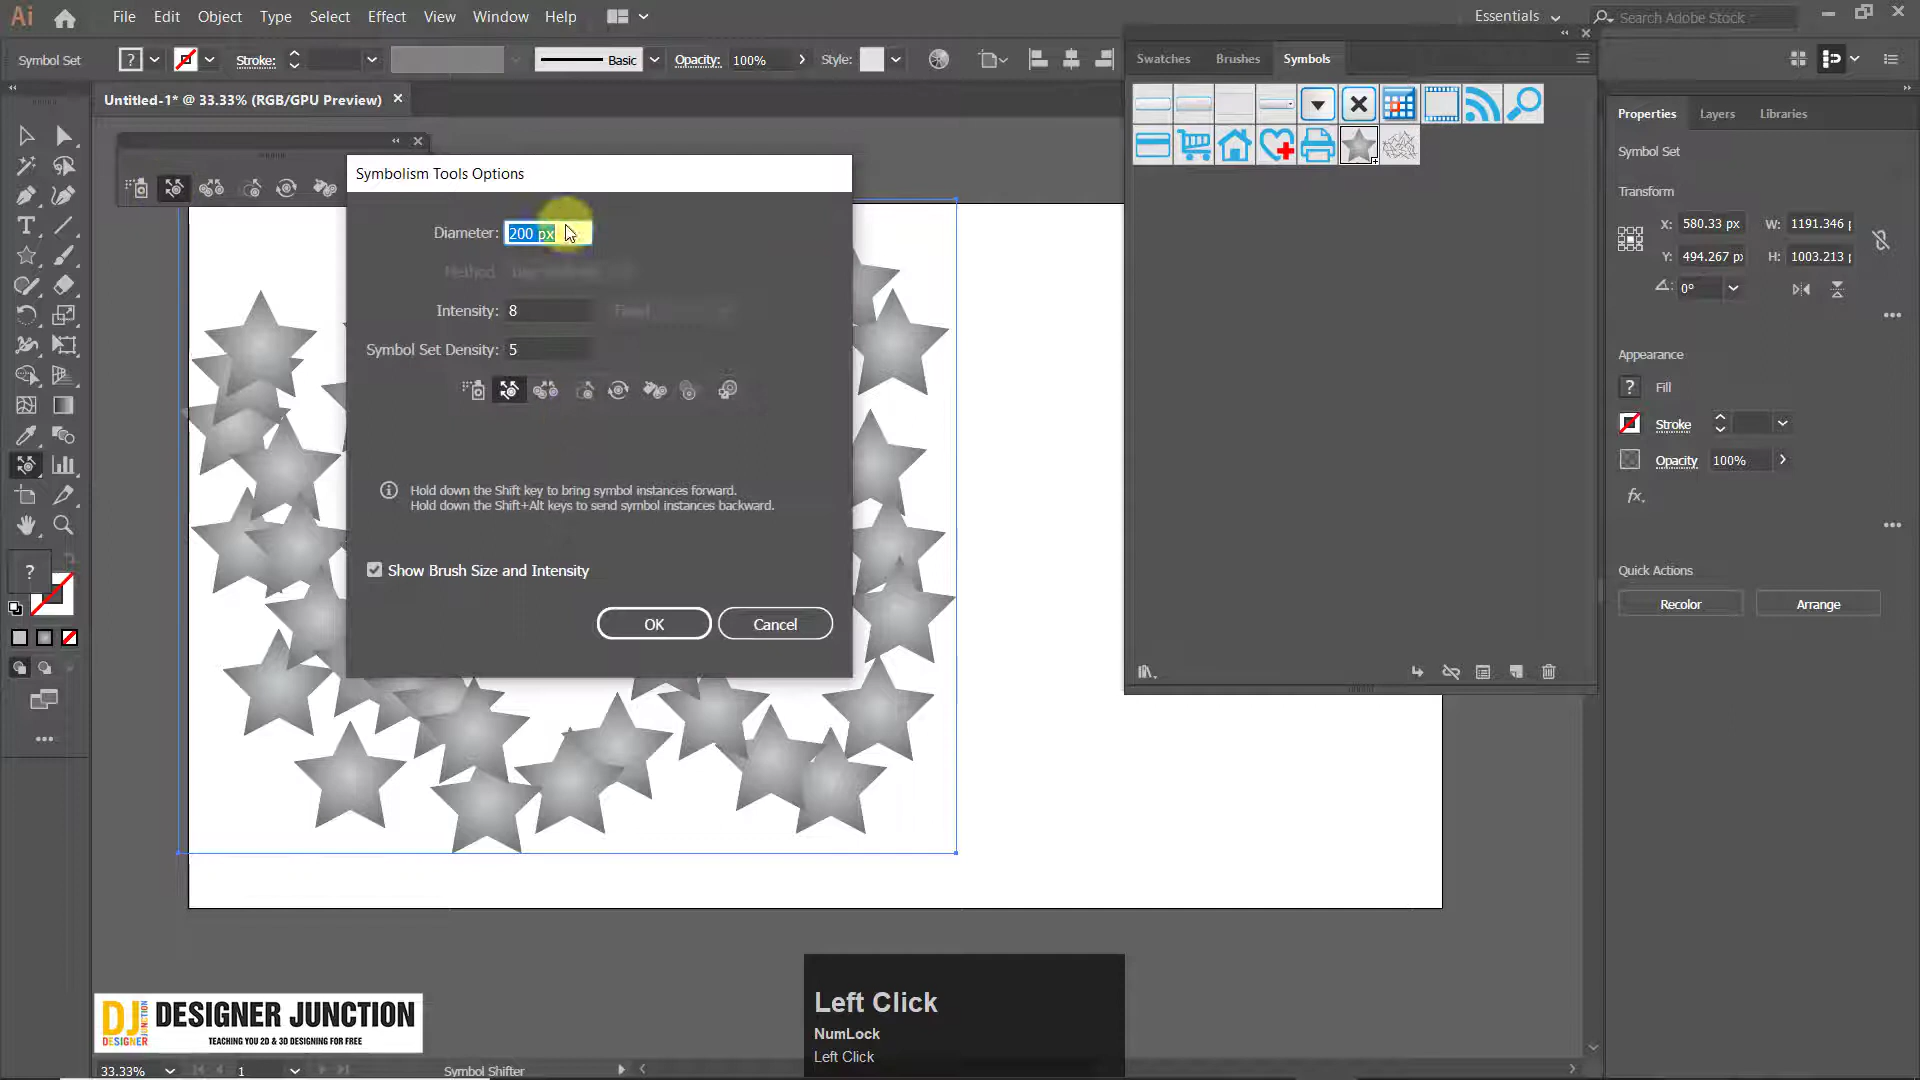 Ai File Edit Object Type Select Effect View Window Help
Essentials Search Adobe Stock
Symbol Set ? Stroke: Basic Opacity: 100% Style:
Untitled-1* @ 33.33% (RGB/GPU Preview)
Swatches Brushes Symbols
Properties Layers Libraries
Symbol Set
Transform
X: 580.33 px W: 1191.346
Y: 494.267 px H: 1003.213
0°
Appearance
? Fill
Stroke
Opacity 100%
fx
Quick Actions
Recolor Arrange
Symbolism Tools Options
Diameter: 200 px
Method
Intensity: 8 Fixed
Symbol Set Density: 5
Hold down the Shift key to bring symbol instances forward.
Hold down the Shift+Alt keys to send symbol instances backward.
Show Brush Size and Intensity
OK Cancel
?
Left Click
NumLock
Left Click
DJ DESIGNER JUNCTION
DESIGNER TEACHING YOU 2D & 3D DESIGNING FOR FREE
33.33% 1 Symbol Shifter